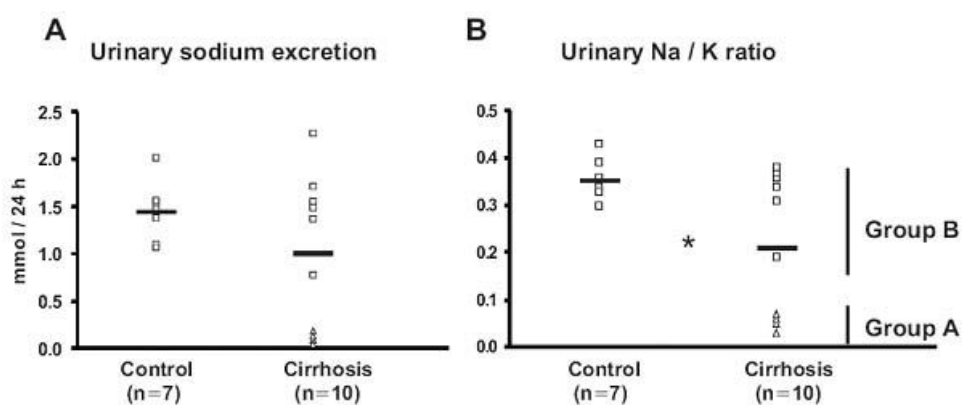 A
Urinary sodium excretion
mmol / 24 h
2.5
2.0
1.5
1.0
0.5
0.0
Control
(n=7)
Cirrhosis
(n=10)
B
Urinary Na / K ratio
0.5
0.4
0.3
0.2
0.1
0.0
*
Group B
Group A
Control
(n=7)
Cirrhosis
(n=10)